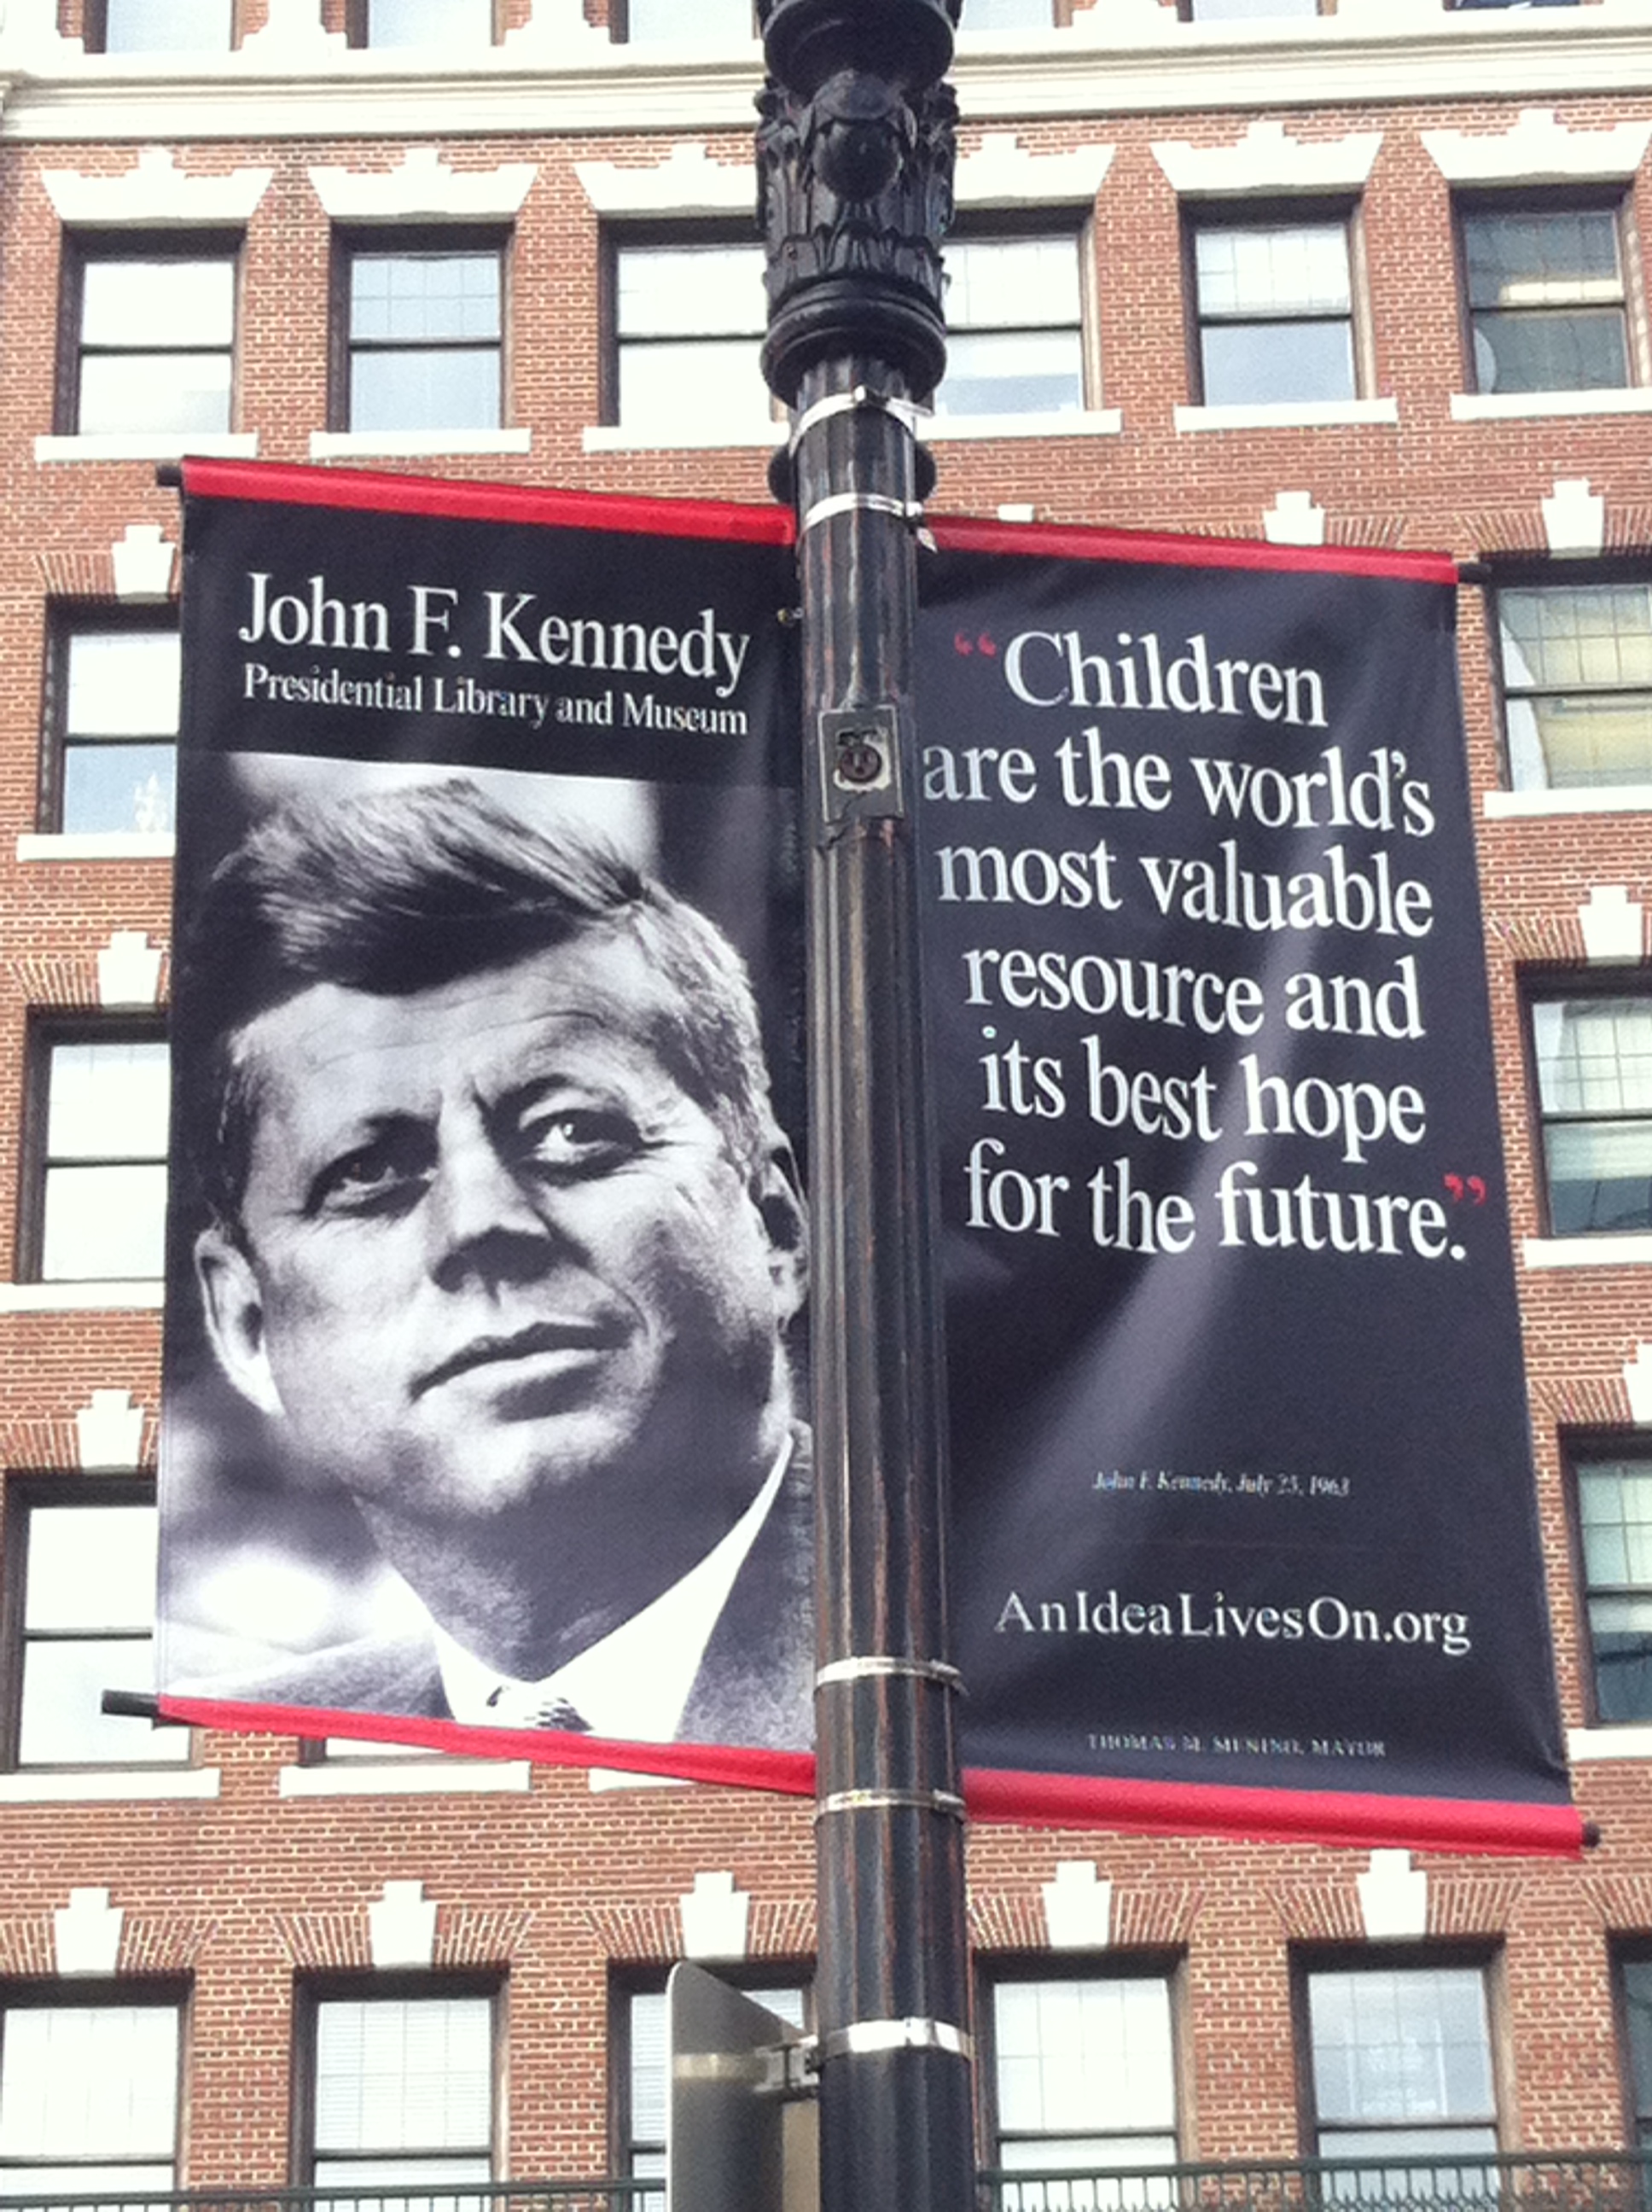 John F. Kennedy
Presidential Library and Museum
“Children
are the world’s
most valuable
resource and
its best hope
for the future.”
John F. Kennedy, July 25, 1963
AnIdeaLivesOn.org
THOMAS M. MENINO, MAYOR